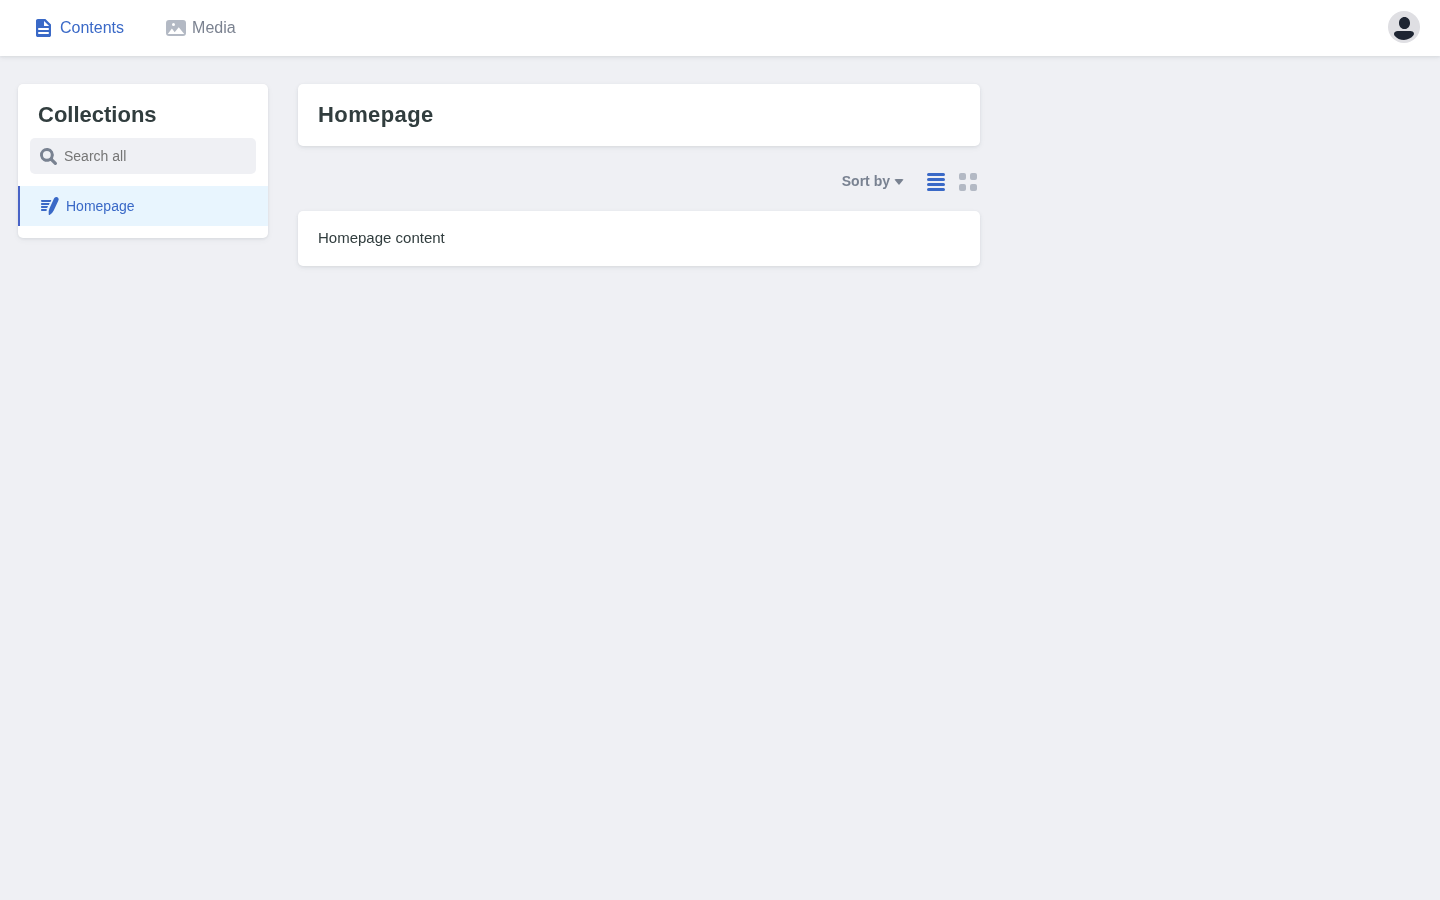 Contents
Media
Collections
Search all
Homepage
Homepage
Sort by
Homepage content